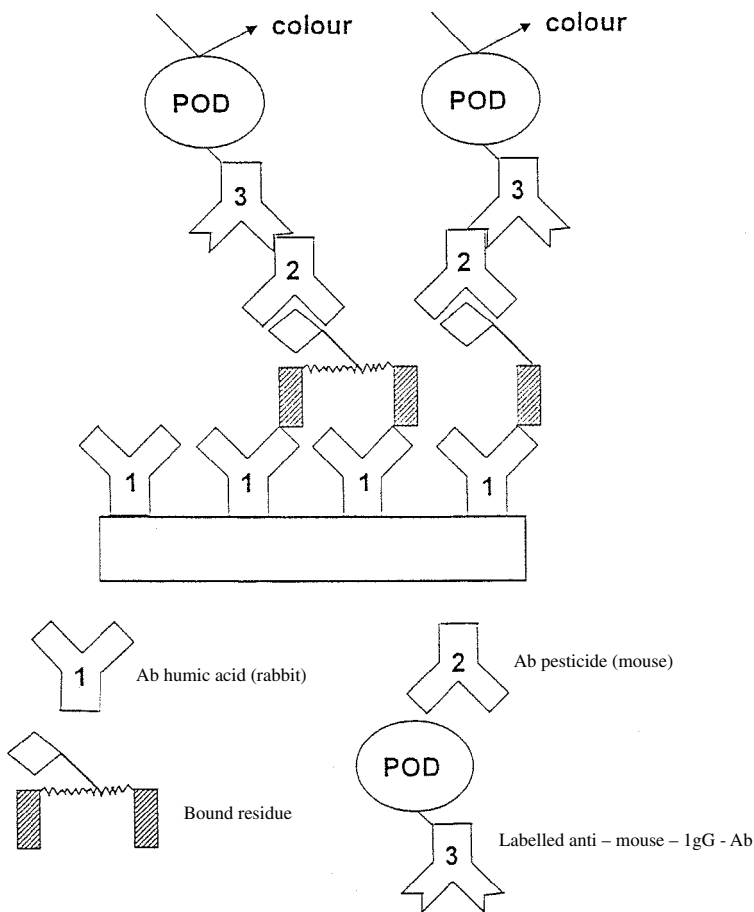 colour colour
POD POD
3 3
2 2
1 1 1 1
1 Ab humic acid (rabbit)
2 Ab pesticide (mouse)
POD
Bound residue
3 Labelled anti – mouse – 1gG - Ab